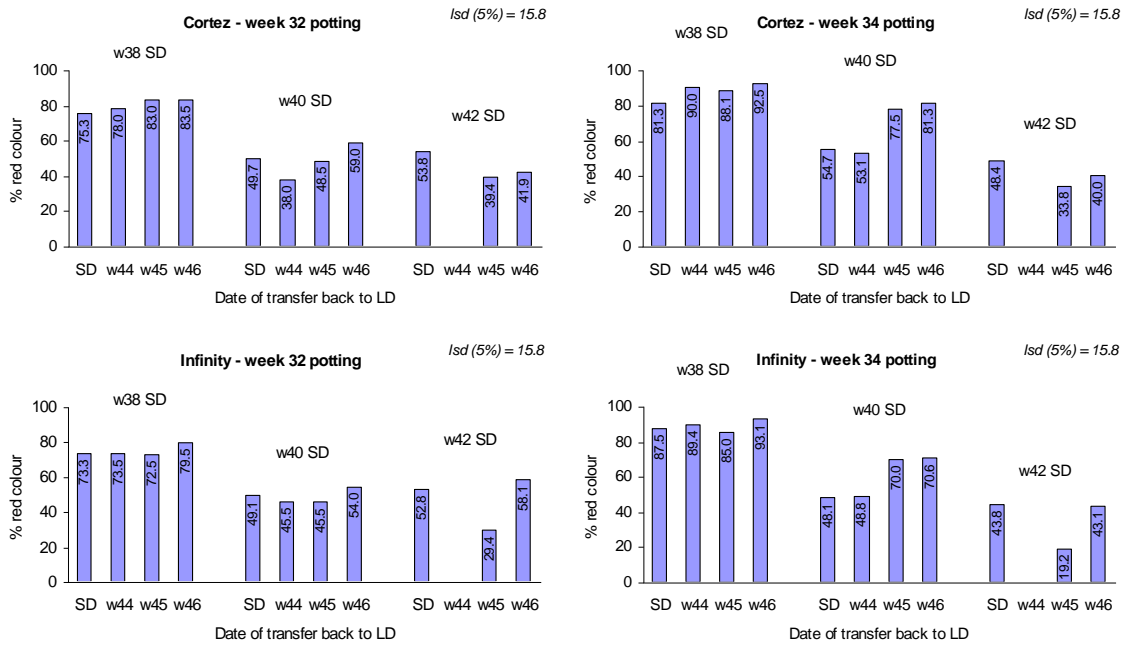 Cortez - week 32 potting
lsd (5%) = 15.8
w38 SD
w40 SD
w42 SD
% red colour
100
80
60
40
20
0
75.3 78.0 83.0 83.5 49.7 38.0 48.5 59.0 53.8 39.4 41.9
SD w44 w45 w46 SD w44 w45 w46 SD w44 w45 w46
Date of transfer back to LD
Cortez - week 34 potting
lsd (5%) = 15.8
w38 SD
w40 SD
w42 SD
% red colour
100
80
60
40
20
0
81.3 90.0 88.1 92.5 54.7 53.1 77.5 81.3 48.4 33.8 40.0
SD w44 w45 w46 SD w44 w45 w46 SD w44 w45 w46
Date of transfer back to LD
Infinity - week 32 potting
lsd (5%) = 15.8
w38 SD
w40 SD
w42 SD
% red colour
100
80
60
40
20
0
73.3 73.5 72.5 79.5 49.1 45.5 45.5 54.0 52.8 29.4 58.1
SD w44 w45 w46 SD w44 w45 w46 SD w44 w45 w46
Date of transfer back to LD
Infinity - week 34 potting
lsd (5%) = 15.8
w38 SD
w40 SD
w42 SD
% red colour
100
80
60
40
20
0
87.5 89.4 85.0 93.1 48.1 48.8 70.0 70.6 43.8 19.2 43.1
SD w44 w45 w46 SD w44 w45 w46 SD w44 w45 w46
Date of transfer back to LD